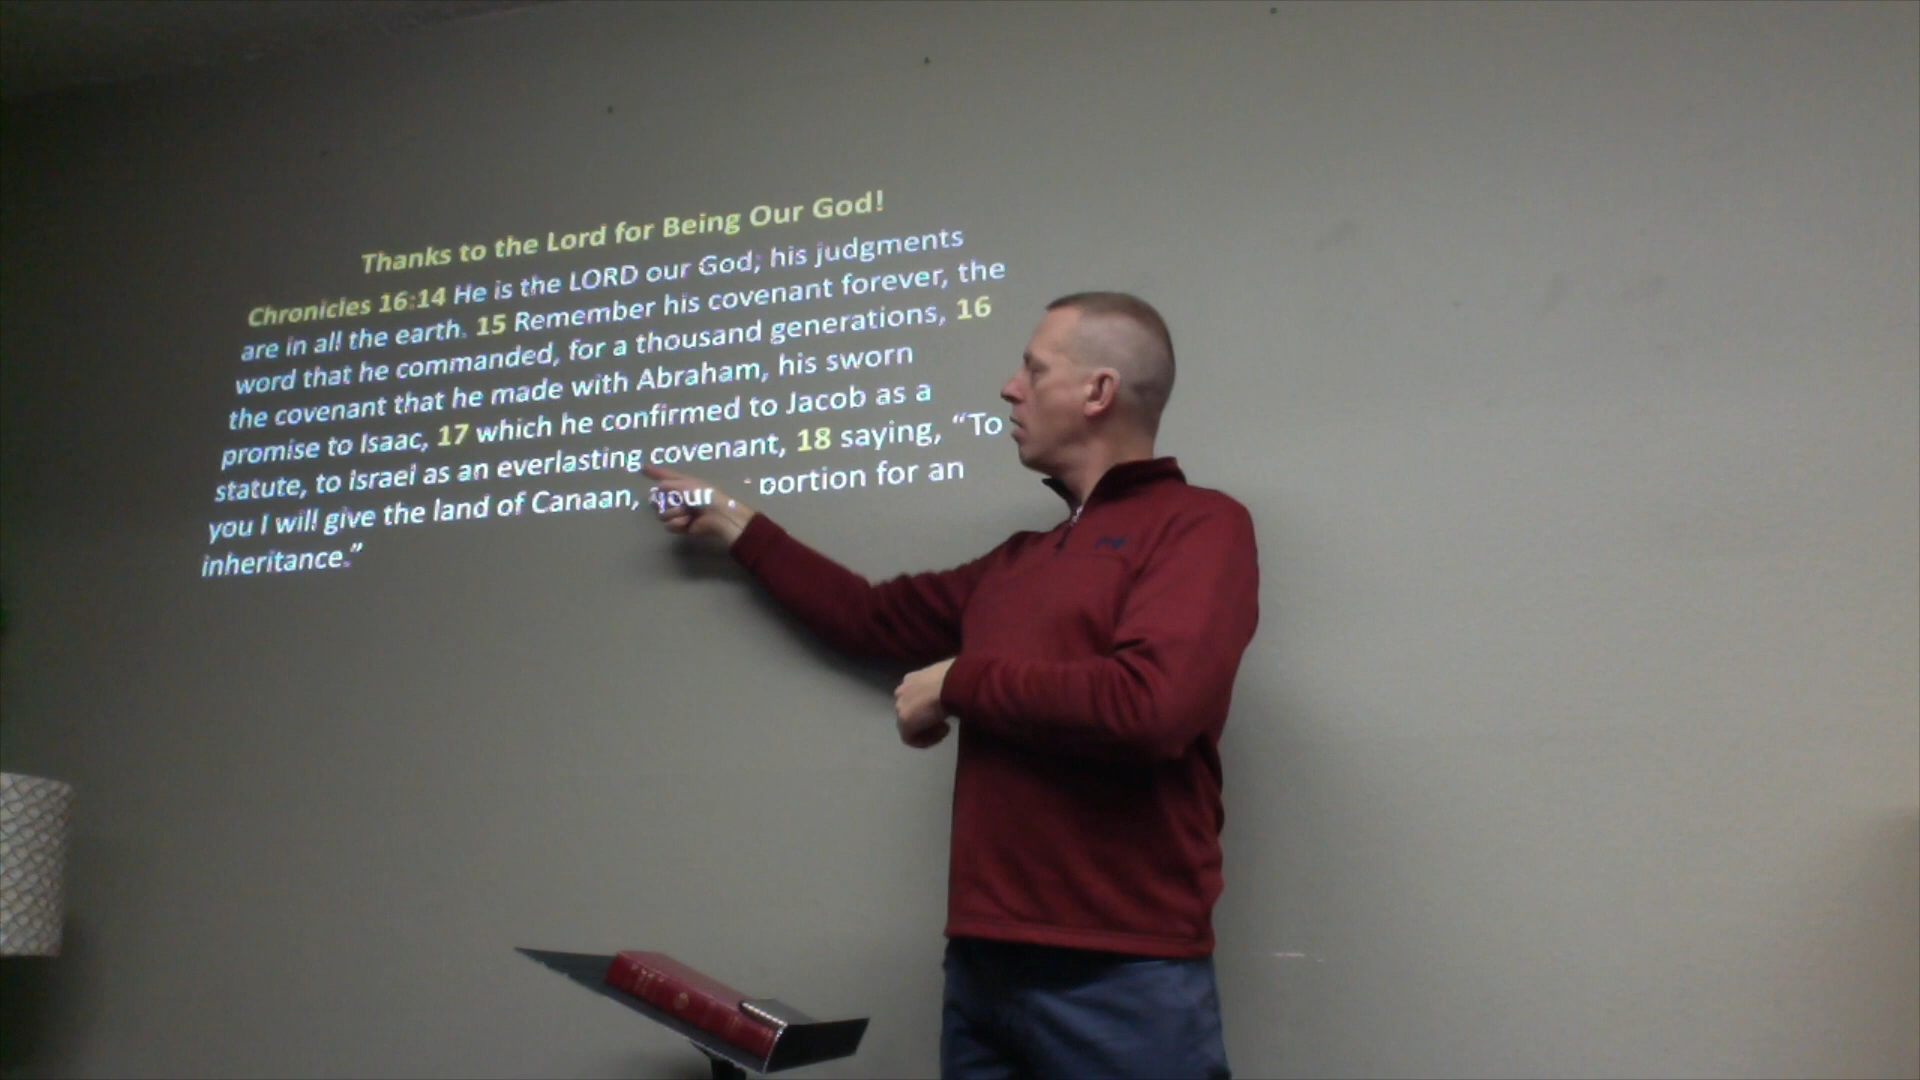 Thanks to the Lord for Being Our God!
Chronicles 16:14 He is the LORD our God; his judgments
are in all the earth. 15 Remember his covenant forever, the
word that he commanded, for a thousand generations, 16
the covenant that he made with Abraham, his sworn
promise to Isaac, 17 which he confirmed to Jacob as a
statute, to Israel as an everlasting covenant, 18 saying, “To
you I will give the land of Canaan, your portion for an
inheritance.”